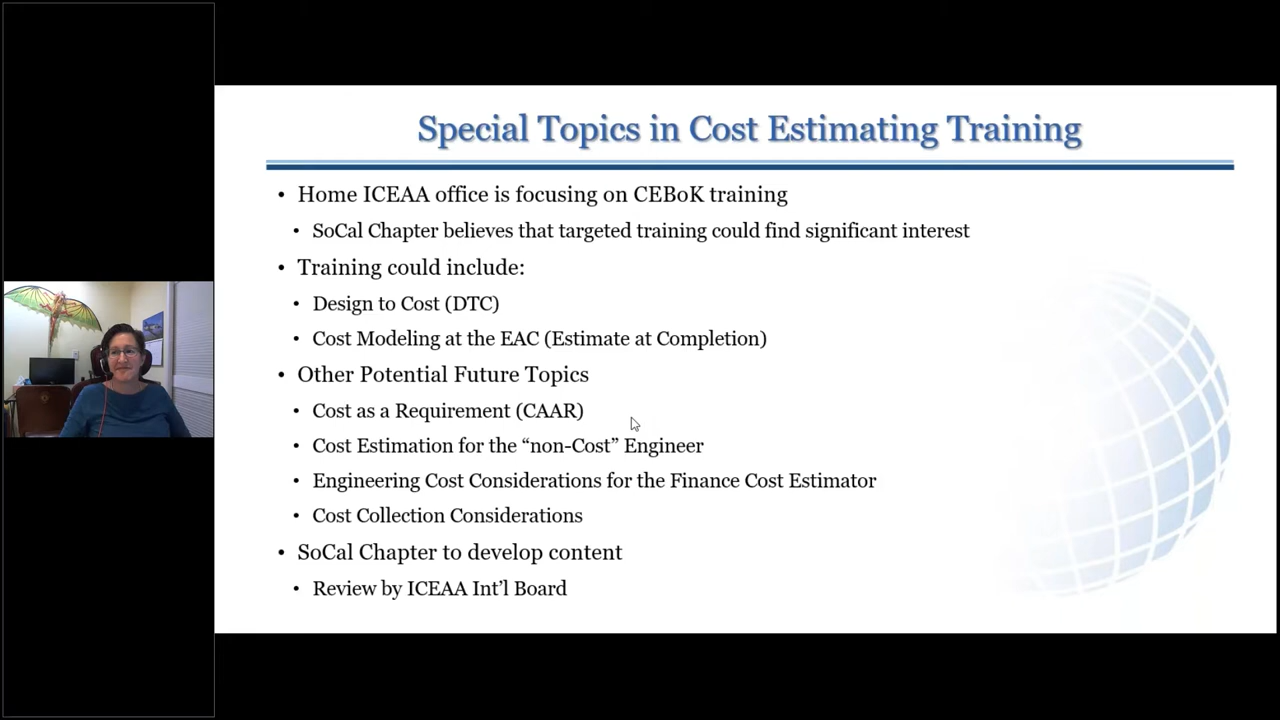 Special Topics in Cost Estimating Training
• Home ICEAA office is focusing on CEBoK training
• SoCal Chapter believes that targeted training could find significant interest
• Training could include:
• Design to Cost (DTC)
• Cost Modeling at the EAC (Estimate at Completion)
• Other Potential Future Topics
• Cost as a Requirement (CAAR)
• Cost Estimation for the “non-Cost” Engineer
• Engineering Cost Considerations for the Finance Cost Estimator
• Cost Collection Considerations
• SoCal Chapter to develop content
• Review by ICEAA Int’l Board